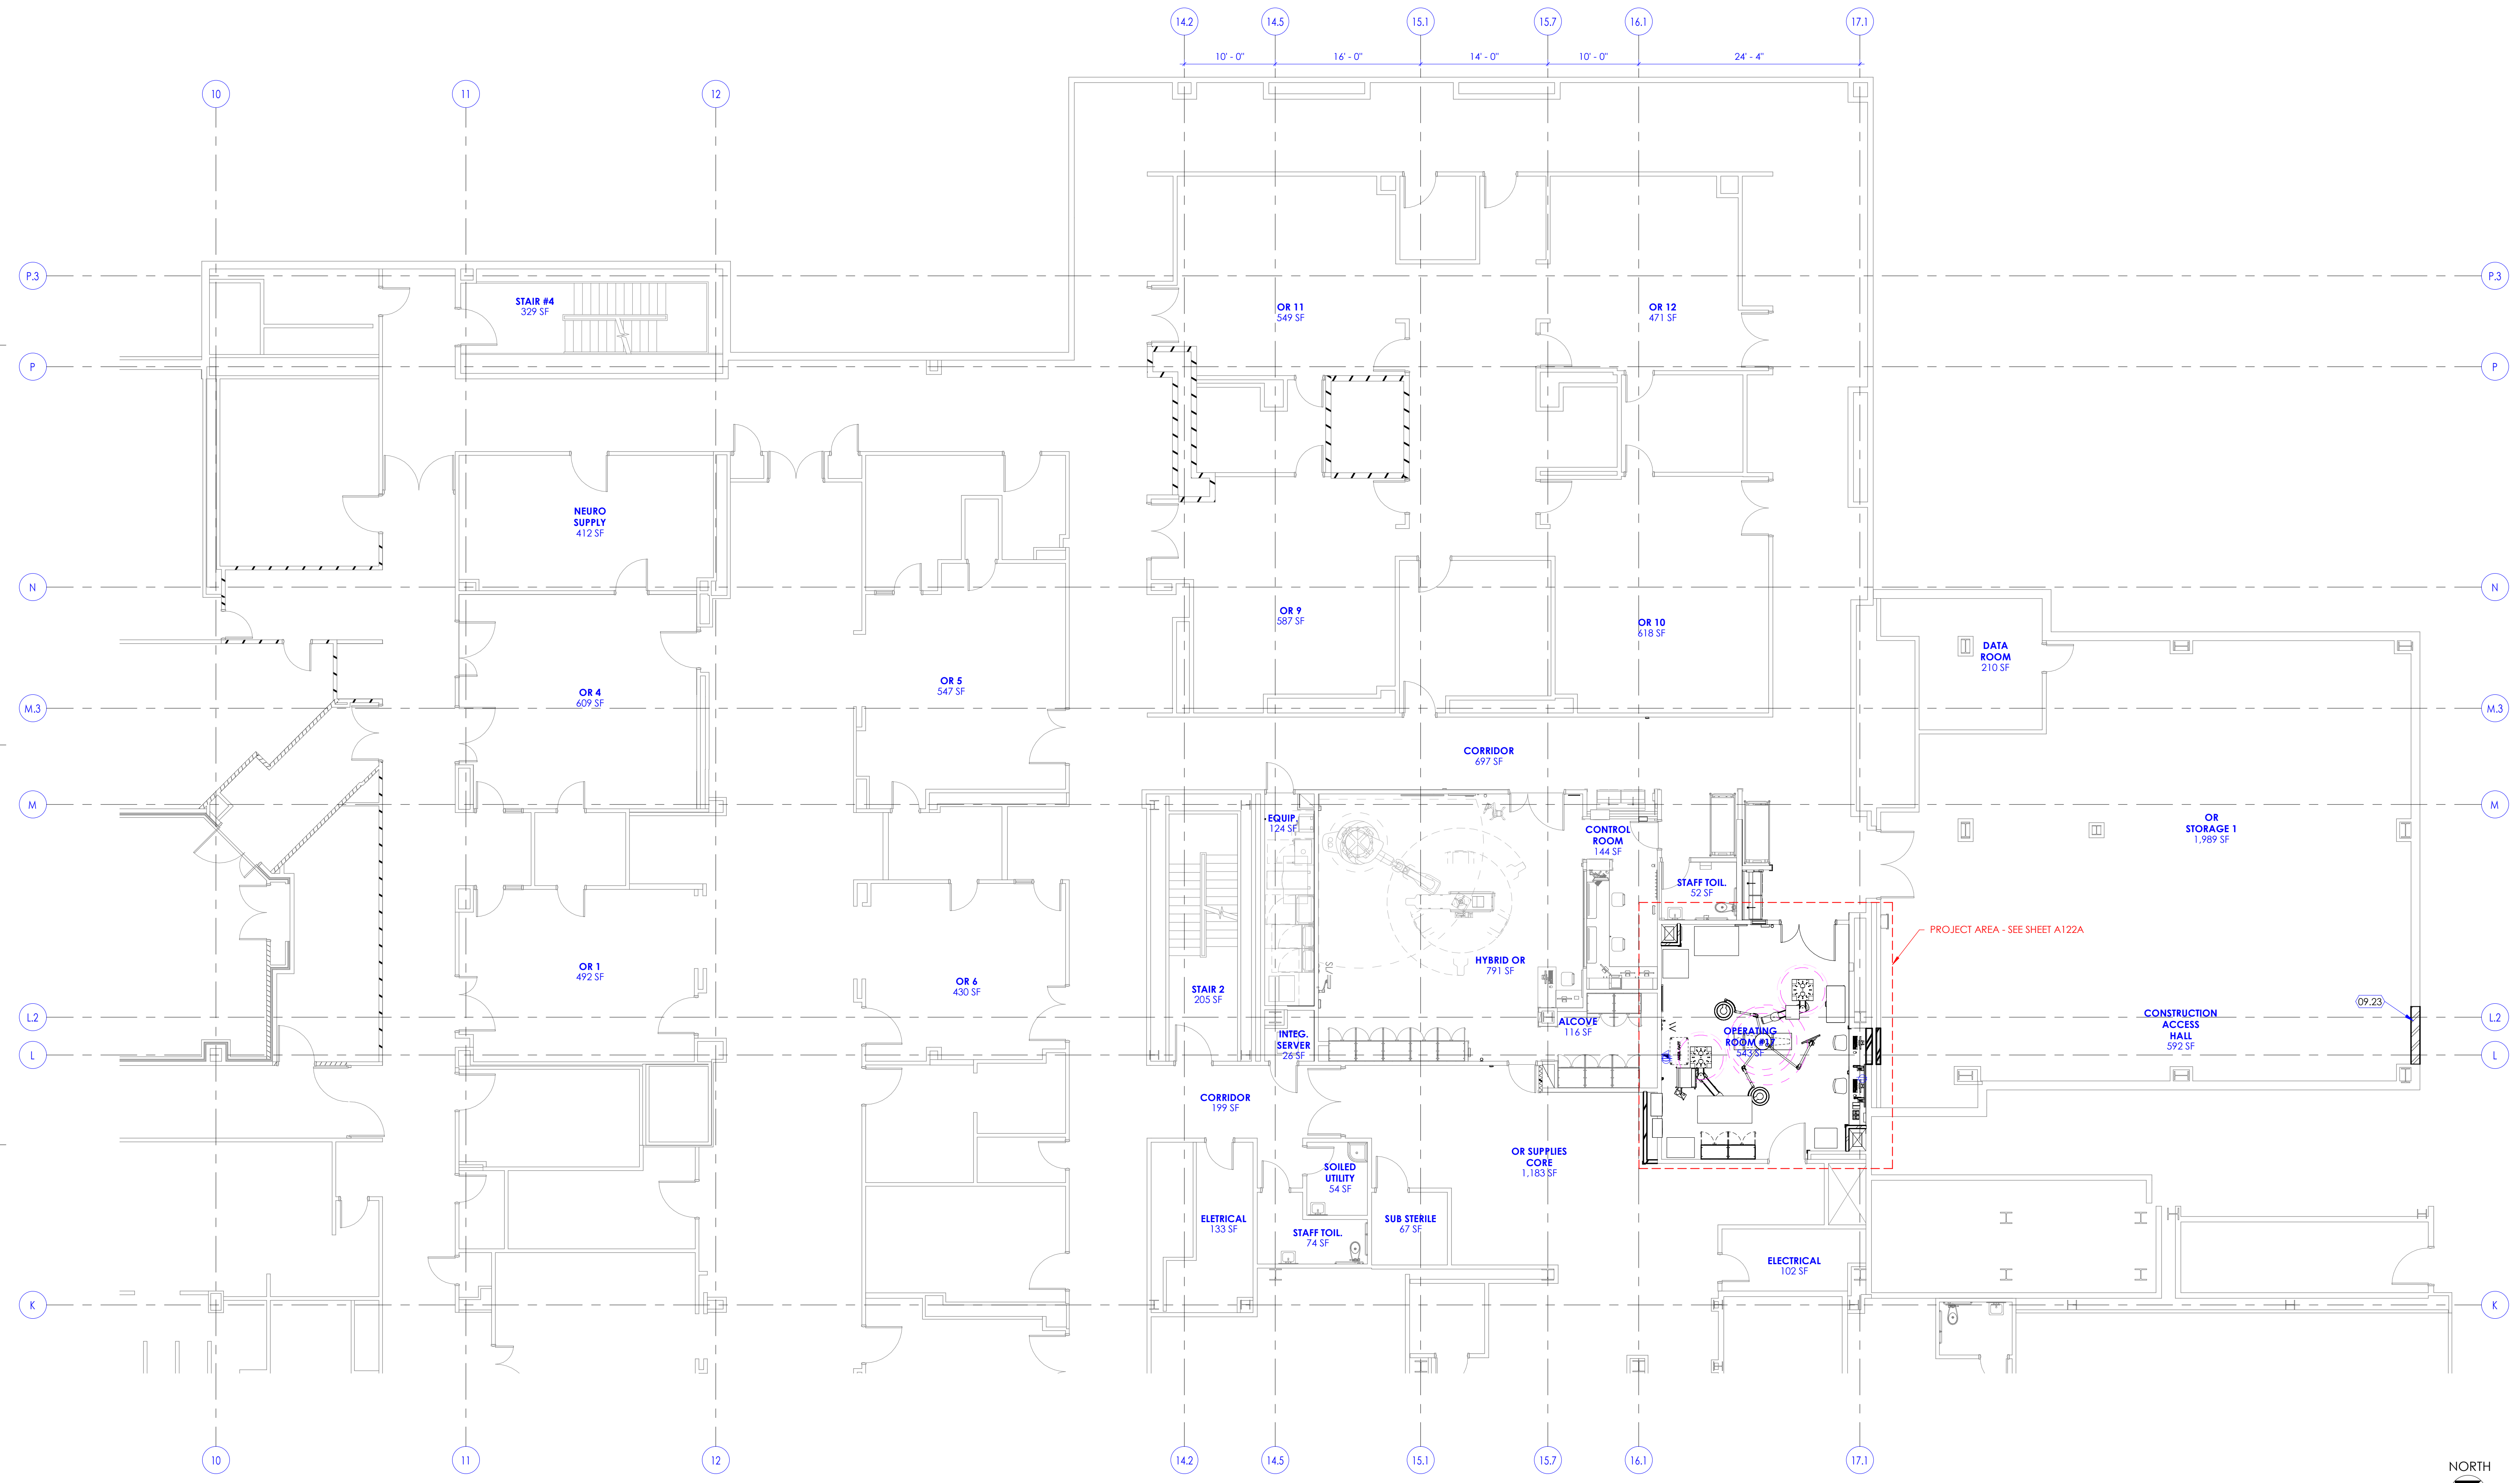 14.2
14.5
15.1
15.7
16.1
17.1
10' - 0"
16' - 0"
14' - 0"
10' - 0"
24' - 4"
10
11
12
P.3
P.3
STAIR #4
329 SF
OR 11
549 SF
OR 12
471 SF
P
P
NEURO
SUPPLY
412 SF
N
N
OR 9
587 SF
OR 10
618 SF
DATA
ROOM
210 SF
OR 4
609 SF
OR 5
547 SF
M.3
M.3
CORRIDOR
697 SF
M
M
EQUIP.
124 SF
CONTROL
ROOM
144 SF
OR
STORAGE 1
1,989 SF
STAFF TOIL.
52 SF
PROJECT AREA - SEE SHEET A122A
OR 1
492 SF
OR 6
430 SF
STAIR 2
205 SF
HYBRID OR
791 SF
09.23
L.2
L.2
INTEG.
SERVER
26 SF
ALCOVE
116 SF
OPERATING
ROOM #17
543 SF
CONSTRUCTION
ACCESS
HALL
592 SF
L
L
CORRIDOR
199 SF
OR SUPPLIES
CORE
1,183 SF
SOILED
UTILITY
54 SF
ELETRICAL
133 SF
STAFF TOIL.
74 SF
SUB STERILE
67 SF
ELECTRICAL
102 SF
K
K
10
11
12
14.2
14.5
15.1
15.7
16.1
17.1
NORTH